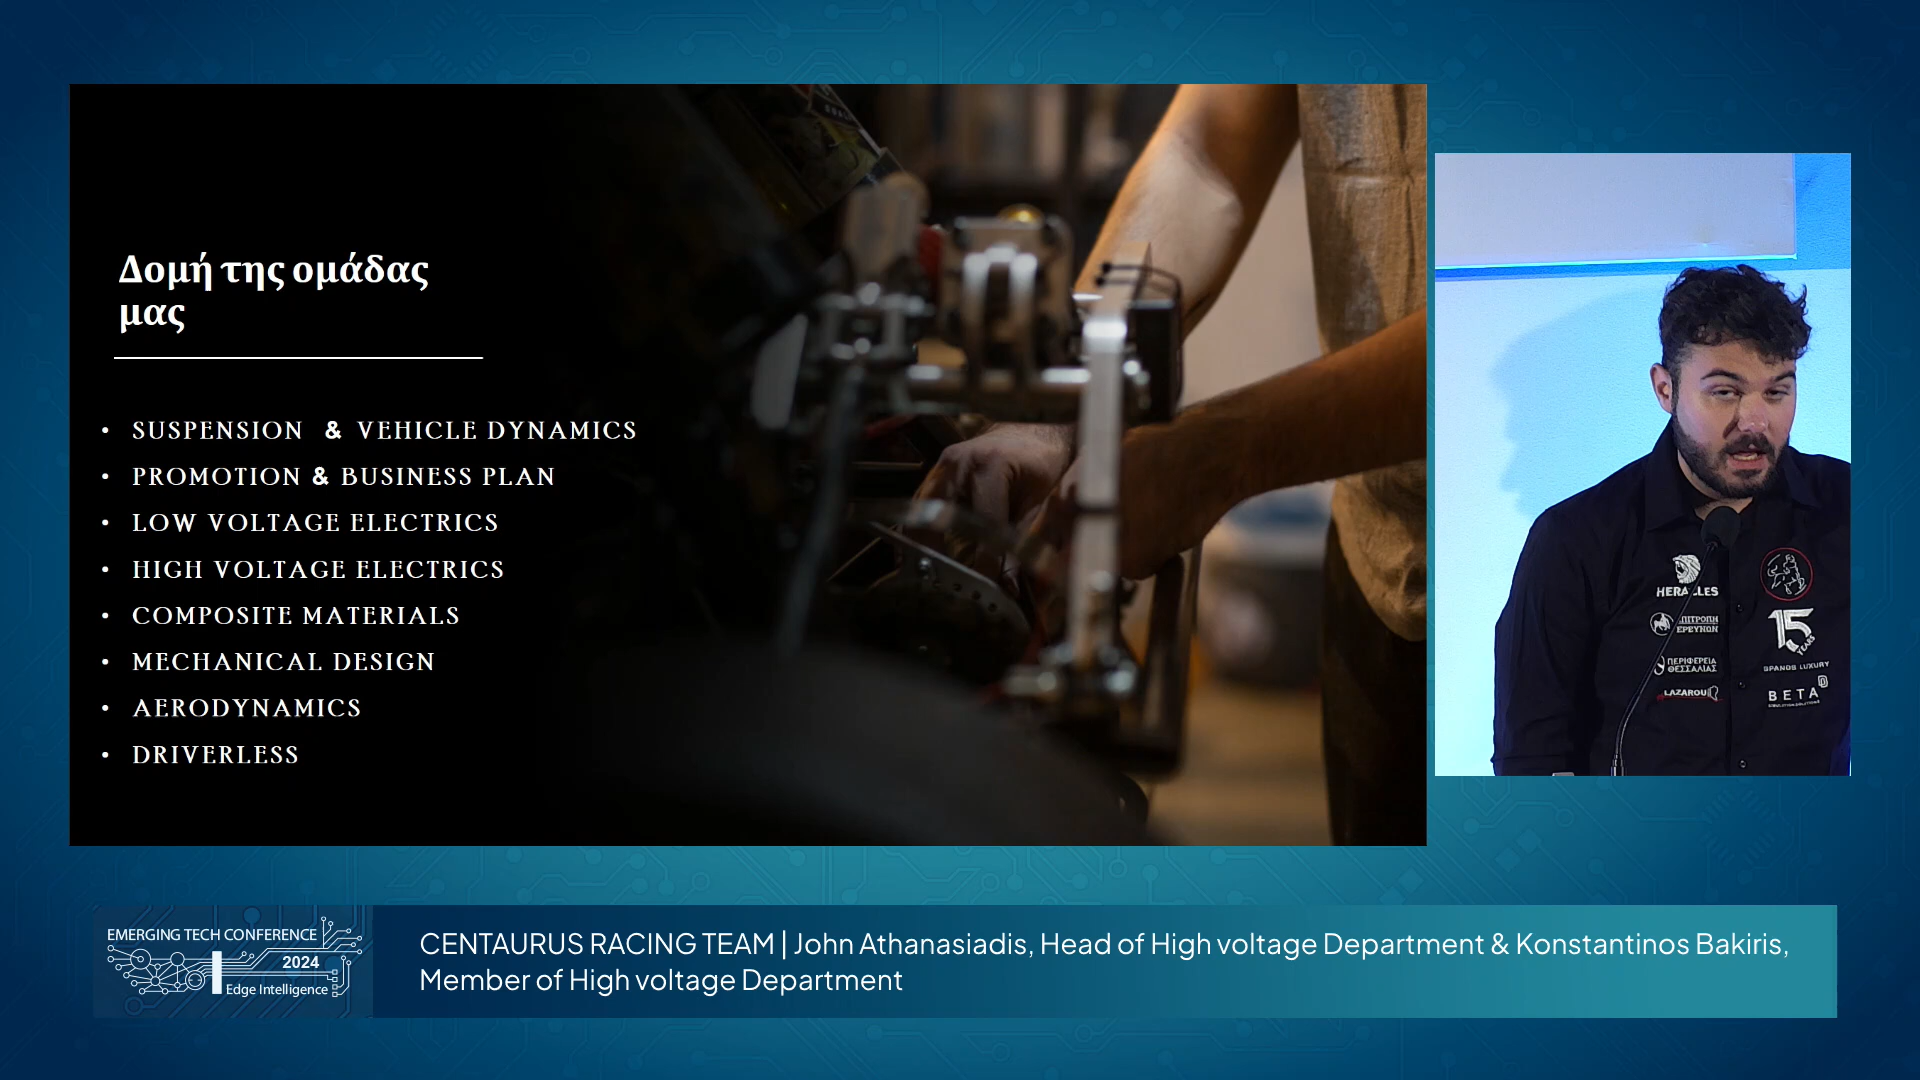 Δομή της ομάδας
μας
• SUSPENSION & VEHICLE DYNAMICS
• PROMOTION & BUSINESS PLAN
• LOW VOLTAGE ELECTRICS
• HIGH VOLTAGE ELECTRICS
• COMPOSITE MATERIALS
• MECHANICAL DESIGN
• AERODYNAMICS
• DRIVERLESS
15
YEARS
ΠΕΡΙΦΕΡΕΙΑ
ΘΕΣΣΑΛΙΑΣ
ΕΡΕΥΝΩΝ
LAZAROU
BETA
EMERGING TECH CONFERENCE
2024
Edge Intelligence
CENTAURUS RACING TEAM | John Athanasiadis, Head of High voltage Department & Konstantinos Bakiris,
Member of High voltage Department